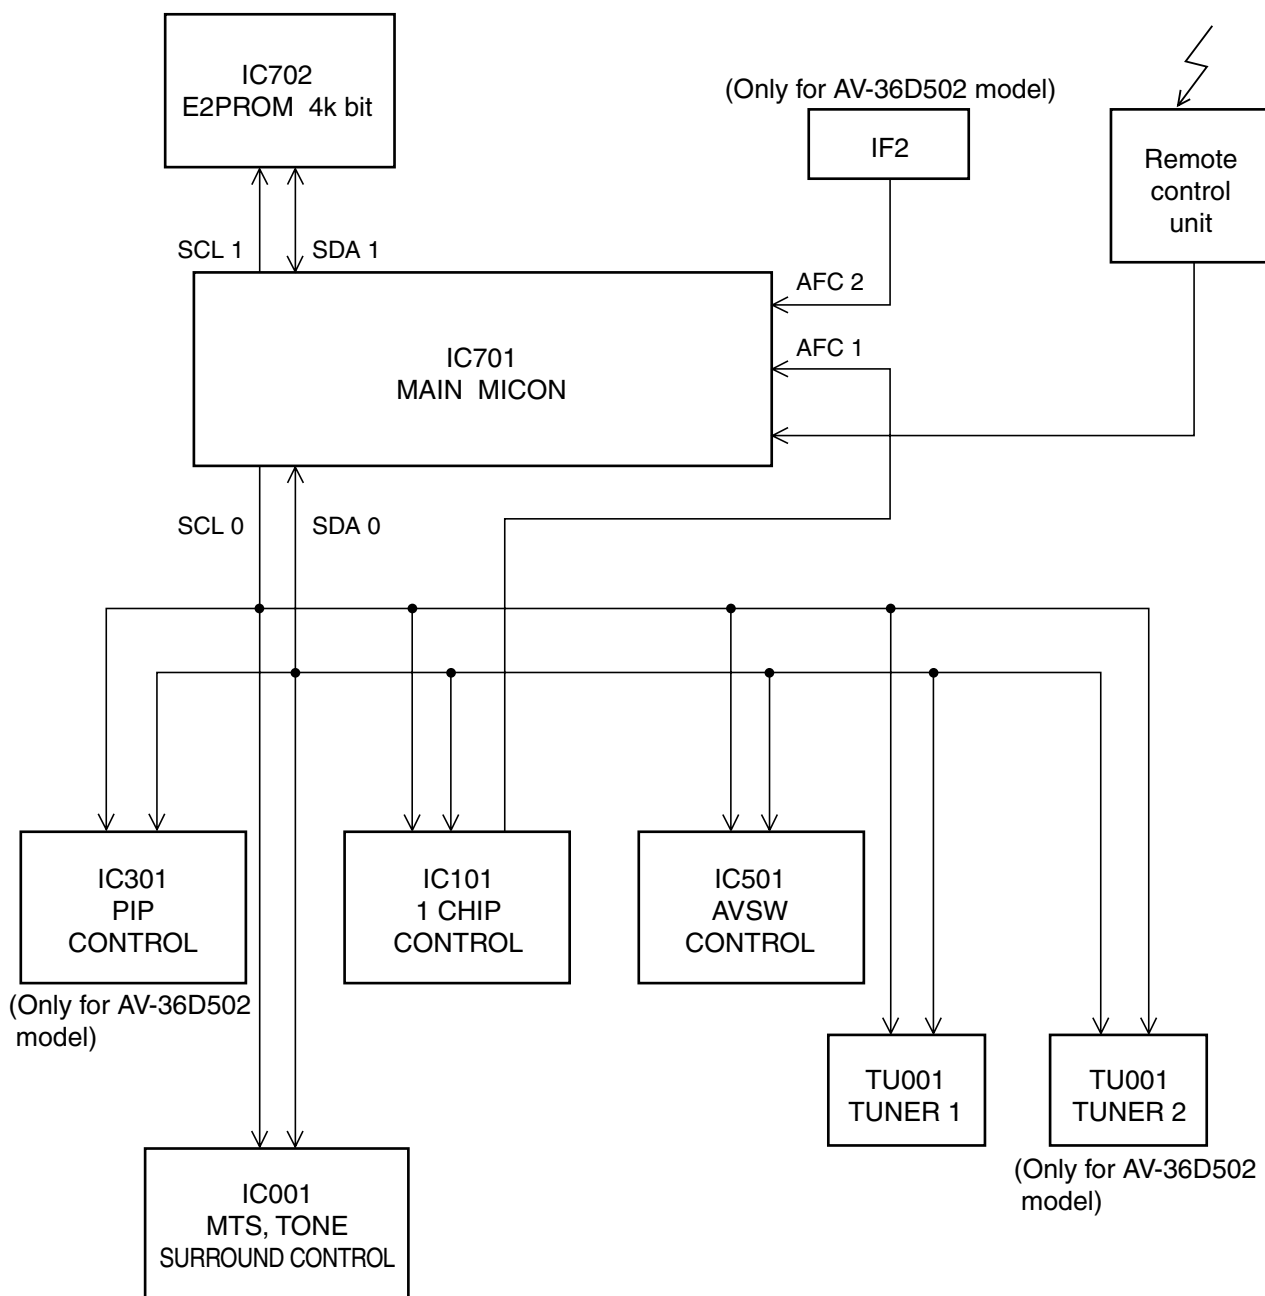 IC702
E2PROM 4k bit
(Only for AV-36D502 model)
IF2
Remote
control
unit
SCL 1
SDA 1
AFC 2
IC701
MAIN MICON
AFC 1
SCL 0
SDA 0
IC301
PIP
CONTROL
(Only for AV-36D502
model)
IC101
1 CHIP
CONTROL
IC501
AVSW
CONTROL
TU001
TUNER 1
TU001
TUNER 2
(Only for AV-36D502
model)
IC001
MTS, TONE
SURROUND CONTROL